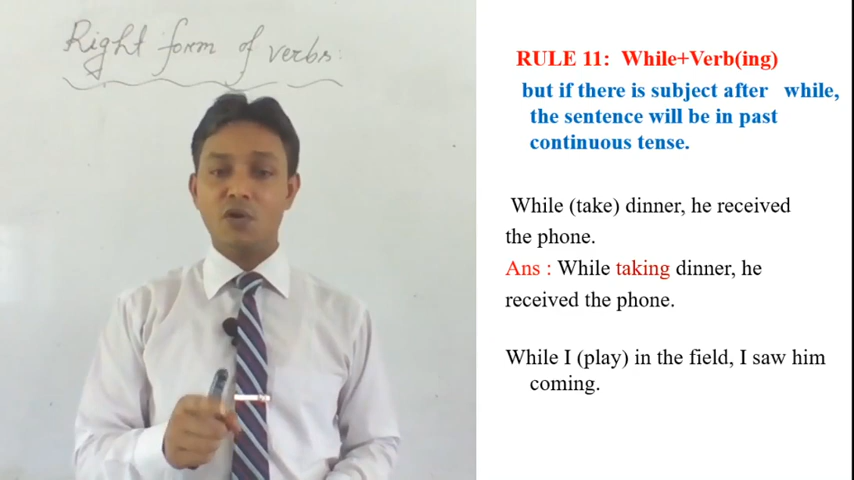 Right form of verbs:
RULE 11: While+Verb(ing)
but if there is subject after while,
the sentence will be in past
continuous tense.
While (take) dinner, he received
the phone.
Ans : While taking dinner, he
received the phone.
While I (play) in the field, I saw him
coming.